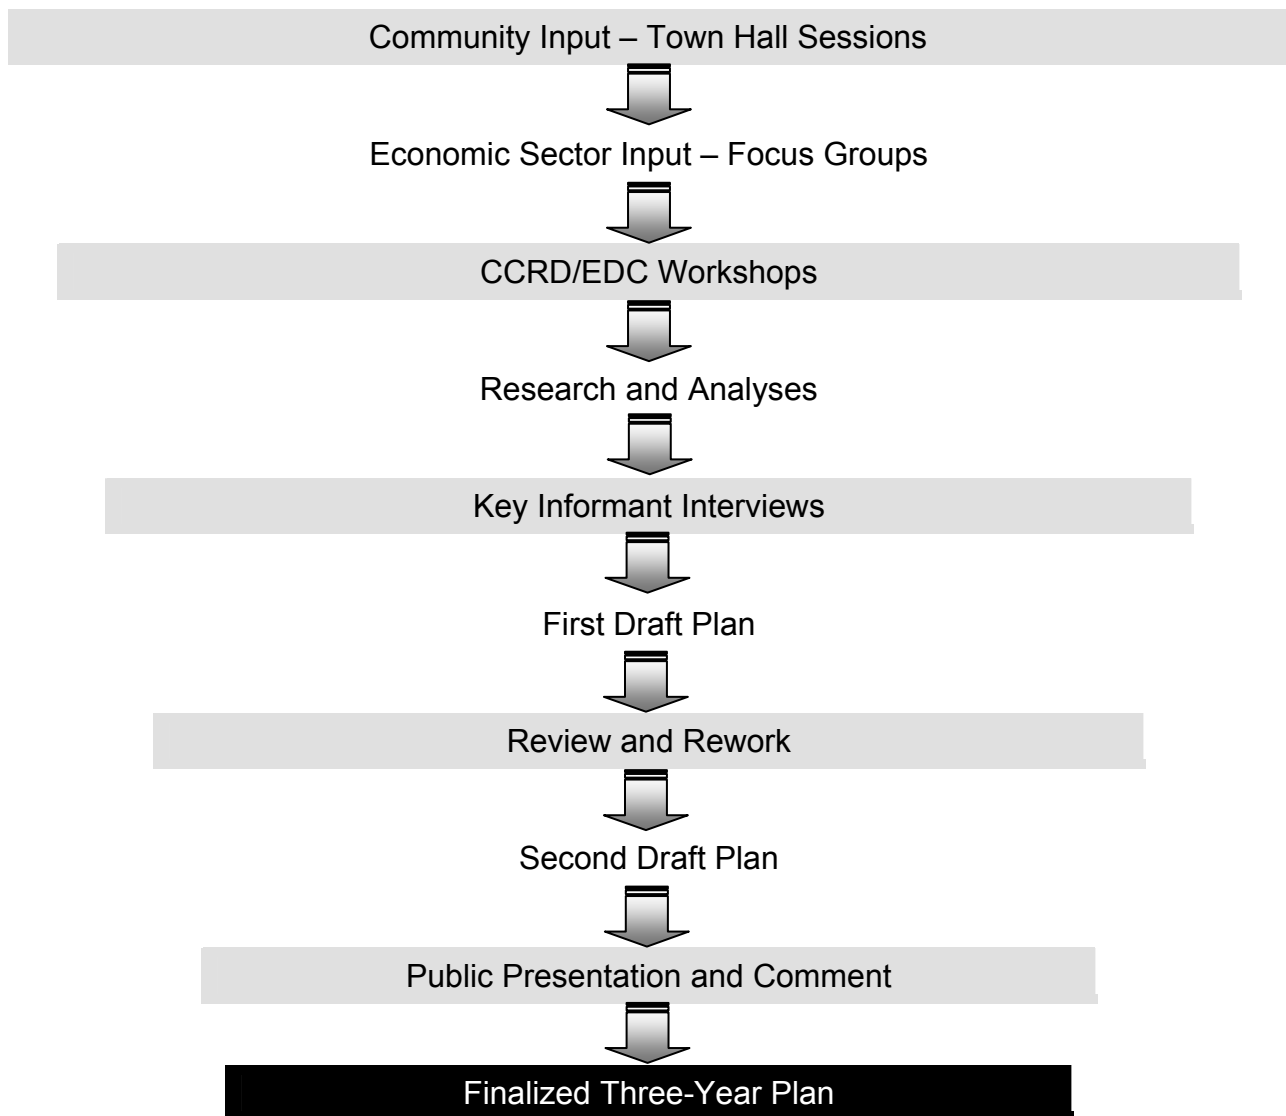 Community Input – Town Hall Sessions
Economic Sector Input – Focus Groups
CCRD/EDC Workshops
Research and Analyses
Key Informant Interviews
First Draft Plan
Review and Rework
Second Draft Plan
Public Presentation and Comment
Finalized Three-Year Plan